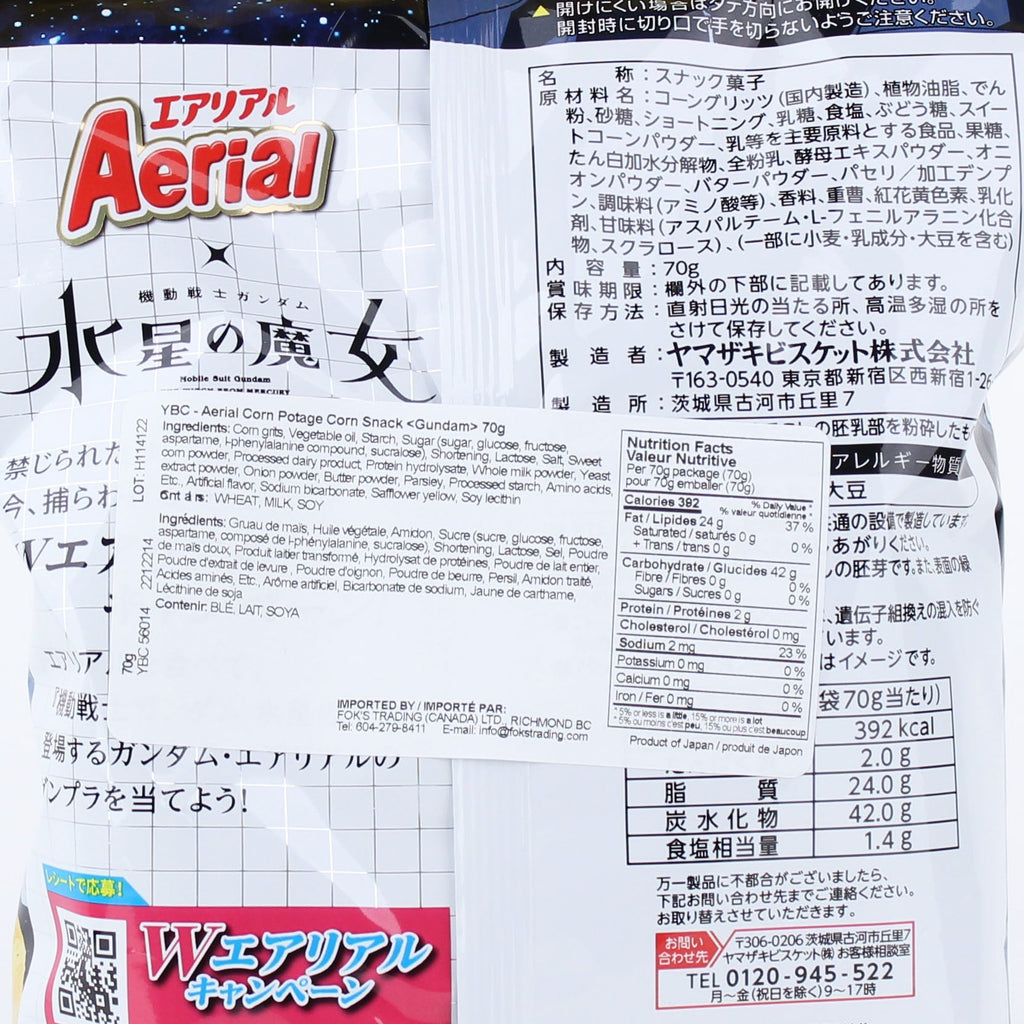 ▲開けにくい場合はタテ方向にお開けください。
開封時に切り口で手を切らないようご注意ください。
エアリアル
Aerial
機動戦士ガンダム
水星の魔女
Mobile Suit Gundam
THE WITCH FROM MERCURY
禁じられた
今、捕らわ
Wエア
エアリア
『機動戦士
登場するガンダム・エアリアルの
ガンプラを当てよう!
レシートで応募!
Wエアリアル
キャンペーン
名称:スナック菓子
原材料名:コーングリッツ(国内製造)、植物油脂、でん
粉、砂糖、ショートニング、乳糖、食塩、ぶどう糖、スイー
トコーンパウダー、乳等を主要原料とする食品、果糖、
たん白加水分解物、全粉乳、酵母エキスパウダー、オニ
オンパウダー、バターパウダー、パセリ/加工デンプ
ン、調味料(アミノ酸等)、香料、重曹、紅花黄色素、乳化
剤、甘味料(アスパルテーム・L-フェニルアラニン化合
物、スクラロース)、(一部に小麦・乳成分・大豆を含む)
内容量:70g
賞味期限:欄外の下部に記載してあります。
保存方法:直射日光の当たる所、高温多湿の所を
さけて保存してください。
製造者:ヤマザキビスケット株式会社
〒163-0540 東京都新宿区西新宿1-26
製造所:茨城県古河市丘里7
の胚乳部を粉砕したも
アレルギー物質
大豆
通の設備で製造しています
あがりください。
の胚芽です。また、表面の緑
、遺伝子組換えの混入を防ぐ
います。
はイメージです。
LOT: H114122
70g
YBC 56014 2212214
YBC - Aerial Corn Potage Corn Snack <Gundam> 70g
Ingredients: Corn grits, Vegetable oil, Starch, Sugar (sugar, glucose, fructose,
aspartame, l-phenylalanine compound, sucralose), Shortening, Lactose, Salt, Sweet
corn powder, Processed dairy product, Protein hydrolysate, Whole milk powder, Yeast
extract powder, Onion powder, Butter powder, Parsley, Processed starch, Amino acids,
Etc., Artificial flavor, Sodium bicarbonate, Safflower yellow, Soy lecithin
WHEAT, MILK, SOY
Ingrédients: Gruau de maïs, Huile végétale, Amidon, Sucre (sucre, glucose, fructose,
aspartame, composé de l-phénylalanine, sucralose), Shortening, Lactose, Sel, Poudre
de maïs doux, Produit laitier transformé, Hydrolysat de protéines, Poudre de lait entier,
Poudre d'extrait de levure , Poudre d'oignon, Poudre de beurre, Persil, Amidon traité,
Acides aminés, Etc., Arôme artificiel, Bicarbonate de sodium, Jaune de carthame,
Lécithine de soja
Contenir: BLÉ, LAIT, SOYA
IMPORTED BY / IMPORTÉ PAR:
FOK'S TRADING (CANADA) LTD., RICHMOND BC
Tel: 604-279-8411 E-mail: info@fokstrading.com
Nutrition Facts
Valeur Nutritive
Per 70g package (70g)
pour 70g emballer (70g)
Calories 392 % Daily Value *
% valeur quotidienne *
Fat / Lipides 24 g 37 %
Saturated / saturés 0 g
+ Trans / trans 0 g 0 %
Carbohydrate / Glucides 42 g
Fibre / Fibres 0 g 0 %
Sugars / Sucres 0 g 0 %
Protein / Protéines 2 g
Cholesterol / Cholestérol 0 mg
Sodium 2 mg 23 %
Potassium 0 mg 0 %
Calcium 0 mg 0 %
Iron / Fer 0 mg 0 %
* 5% or less is a little, 15% or more is a lot
* 5% ou moins c'est peu, 15% ou plus c'est beaucoup
Product of Japan / produit de Japon
袋70g当たり)
392 kcal
2.0 g
脂質 24.0 g
炭水化物 42.0 g
食塩相当量 1.4 g
万一製品に不都合がございましたら、
下記お問い合わせ先までご連絡ください。
お取り替えさせていただきます。
お問い合わせ先
〒306-0206 茨城県古河市丘里7
ヤマザキビスケット㈱ お客様相談室
TEL 0120-945-522
月〜金(祝日を除く)9〜17時